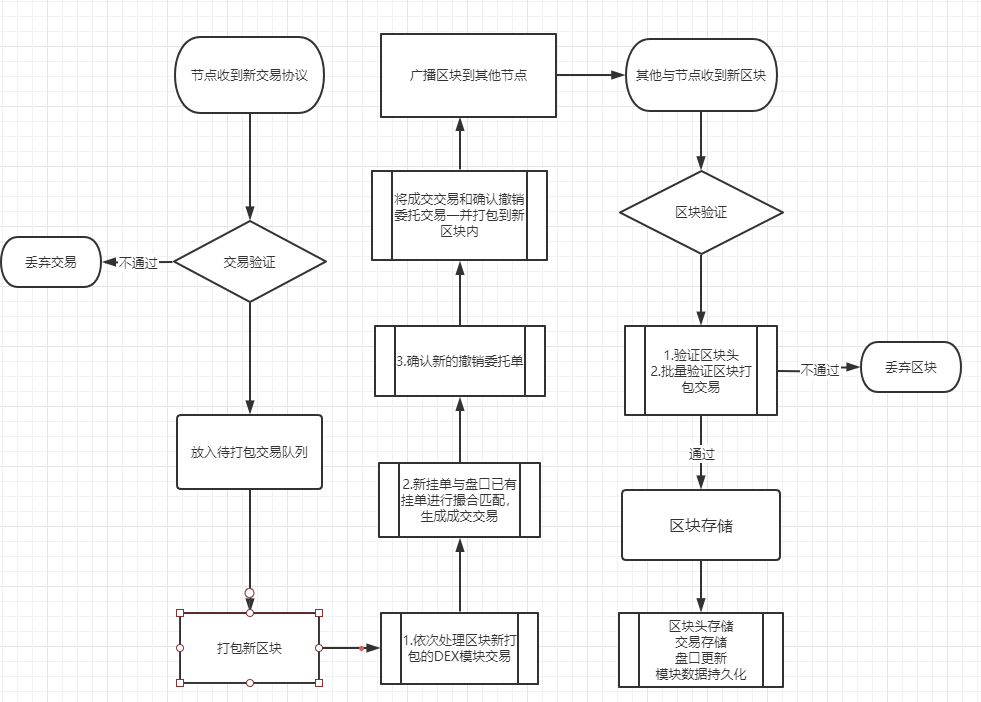 节点收到新交易协议
交易验证
不通过
丢弃交易
放入待打包交易队列
打包新区块
1.依次处理区块新打
包的DEX模块交易
2.新挂单与盘口已有
挂单进行撮合匹配，
生成成交交易
3.确认新的撤销委托单
将成交交易和确认撤销
委托交易一并打包到新
区块内
广播区块到其他节点
其他与节点收到新区块
区块验证
1.验证区块头
2.批量验证区块打
包交易
不通过
丢弃区块
通过
区块存储
区块头存储
交易存储
盘口更新
模块数据持久化